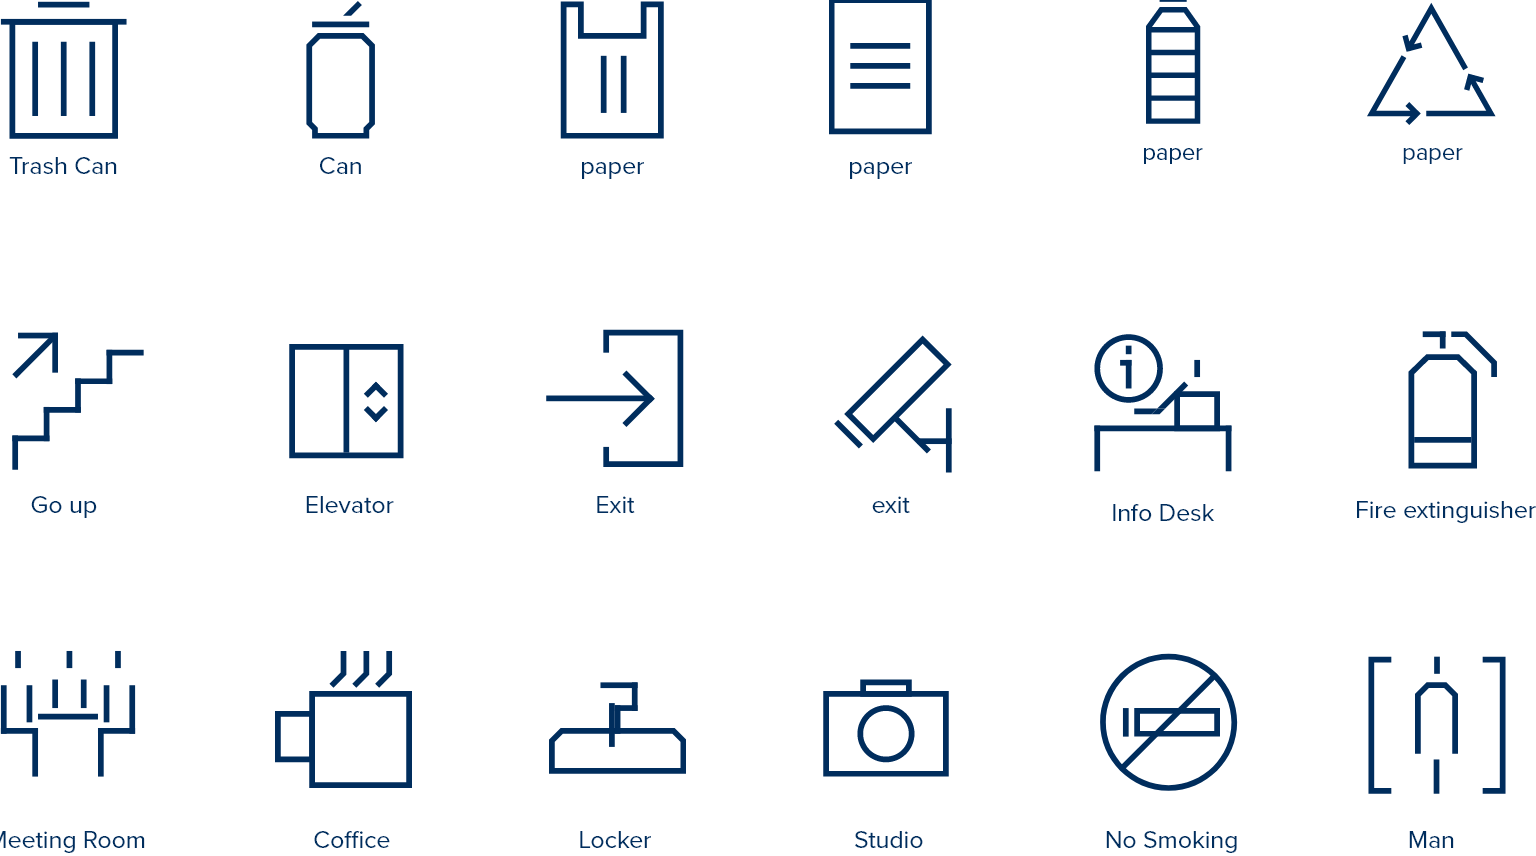 Trash Can
Can
paper
paper
paper
paper
Go up
Elevator
Exit
exit
Info Desk
Fire extinguisher
Meeting Room
Coffice
Locker
Studio
No Smoking
Man